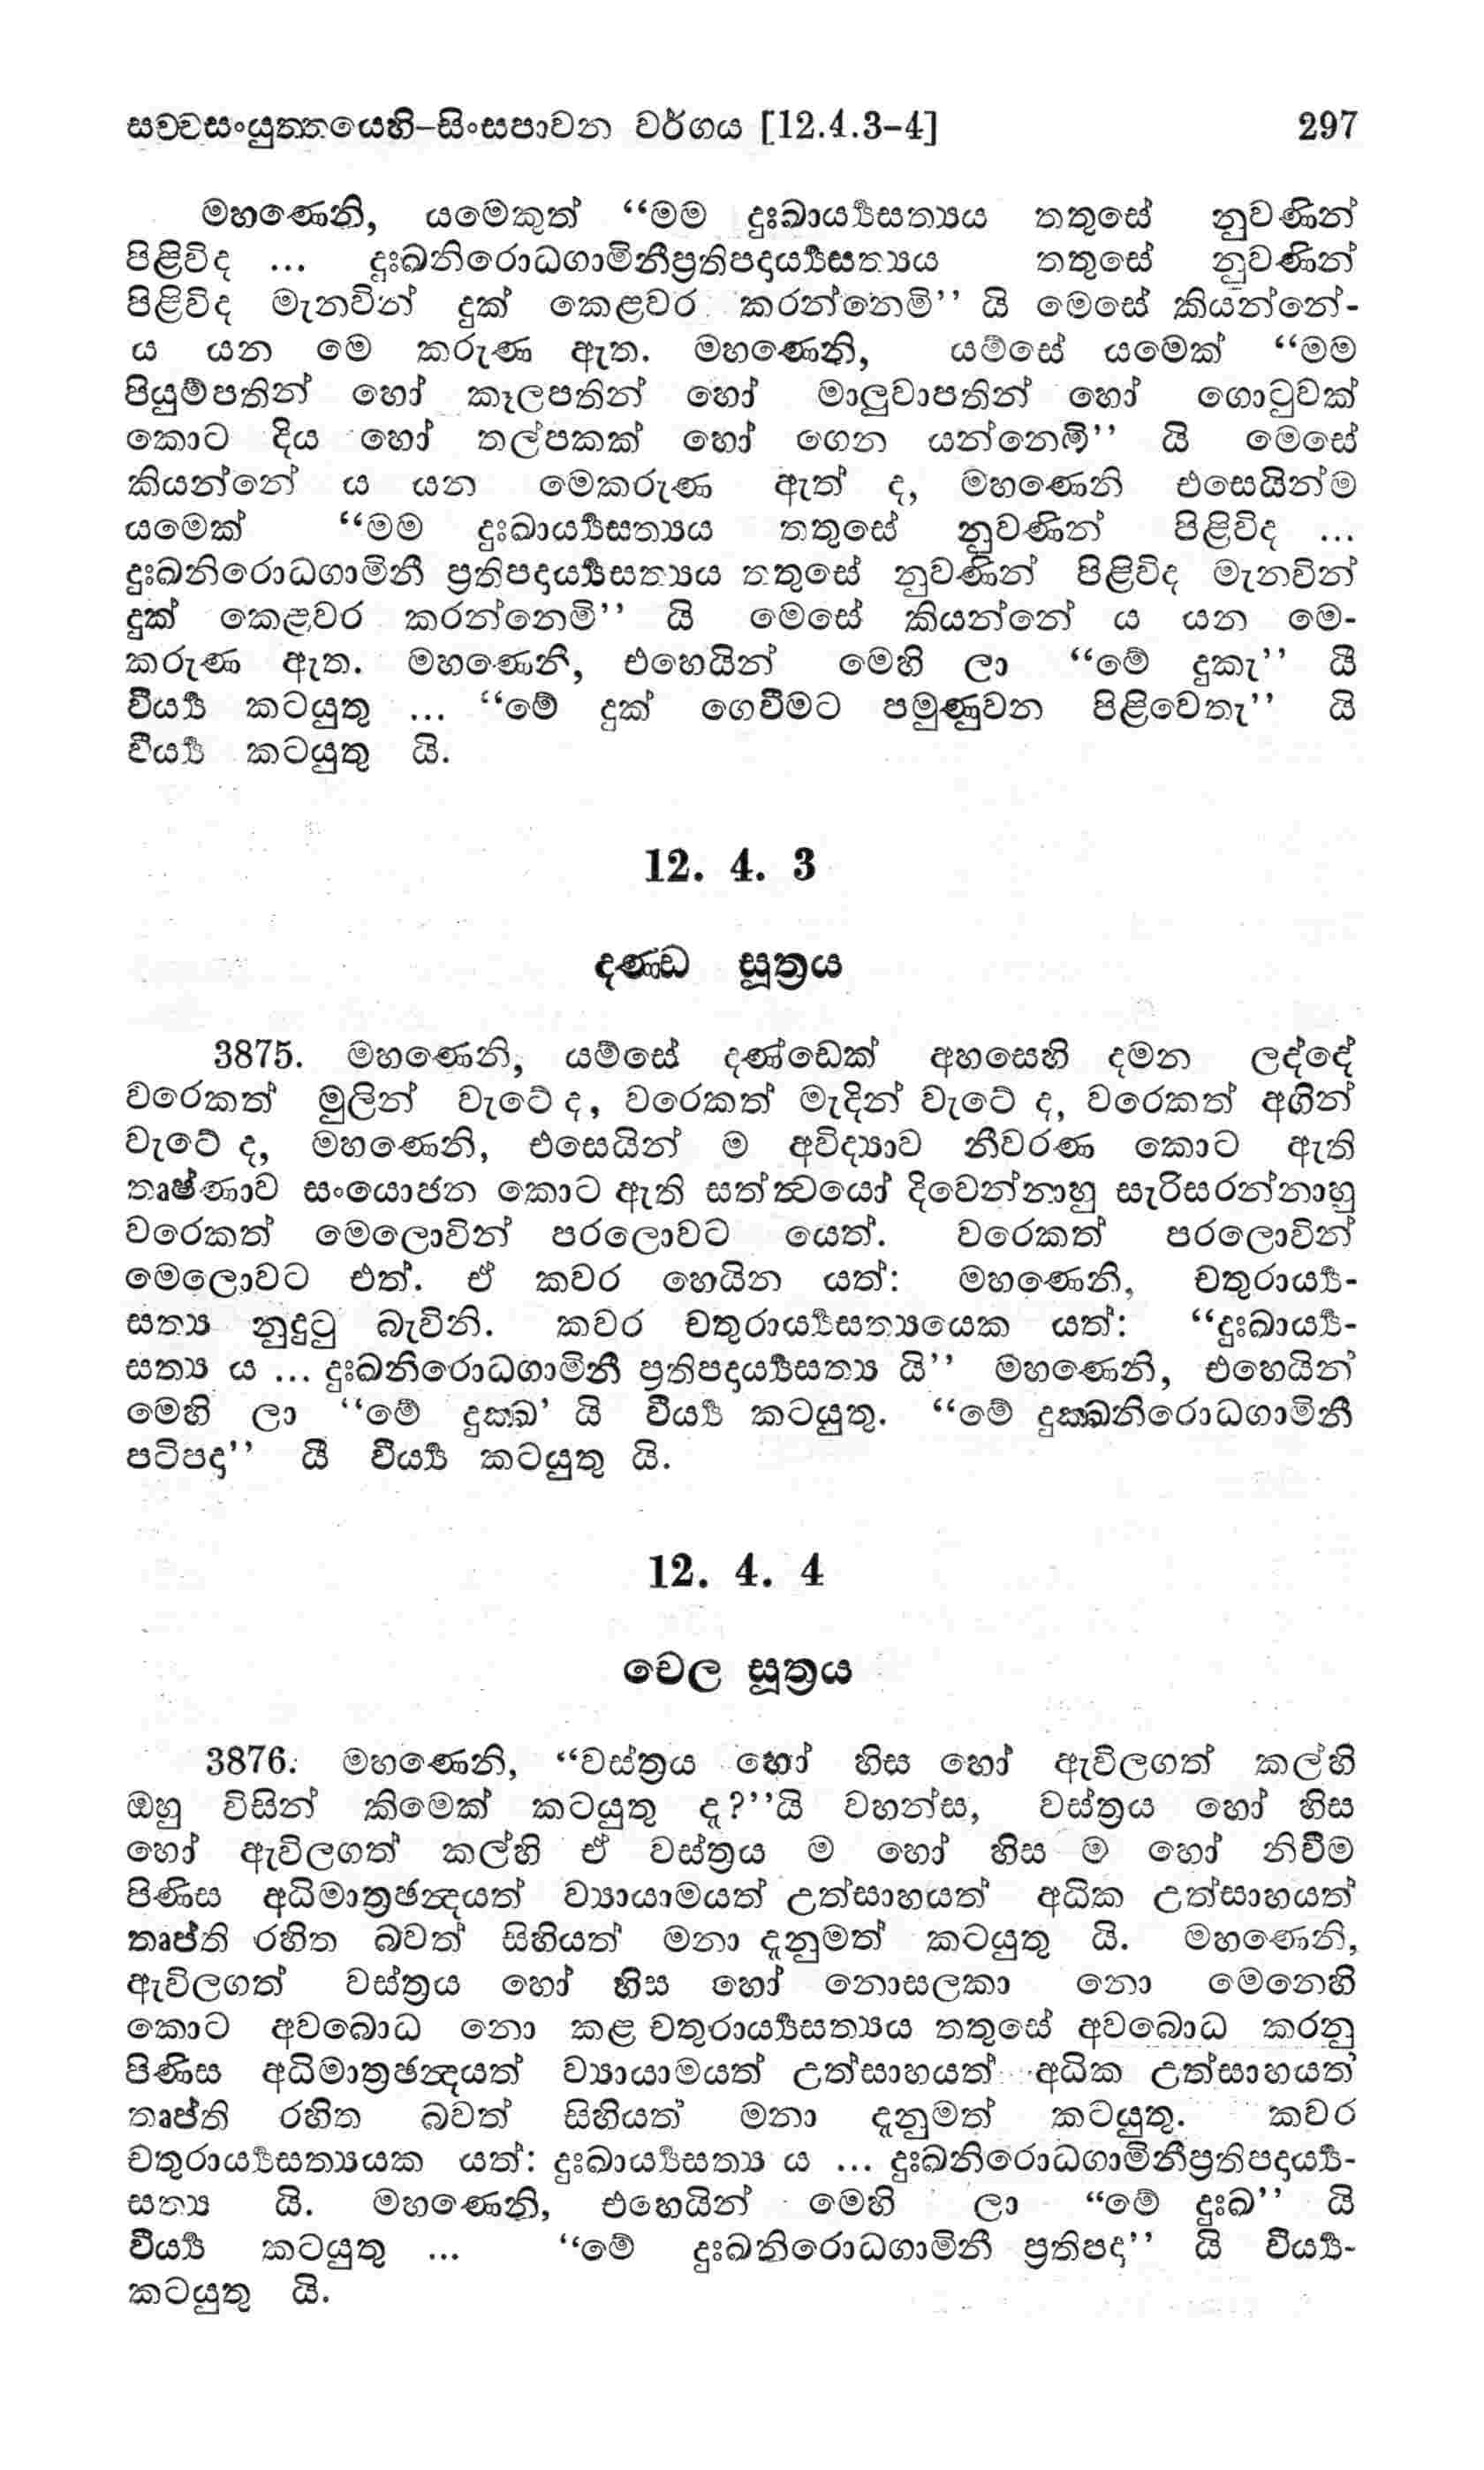 සච්චසංයුත්තයෙහි–සිංසපාවන වර්ගය [12.4.3–4] 297
මහණෙනි, යමෙකුත් “මම දුඃඛාර්ය්‍යසත්‍යය තතුසේ නුවණින්
පිළිවිද ... දුඃඛනිරොධගාමිනීප්‍රතිපදාර්ය්‍යසත්‍යය තතුසේ නුවණින්
පිළිවිද මැනවින් දුක් කෙළවර කරන්නෙමි’’ යි මෙසේ කියන්නේ-
ය යන මෙ කරුණ ඇත. මහණෙනි, යම්සේ යමෙක් “මම
පියුම්පතින් හෝ කෑලපතින් හෝ මාලුවාපතින් හෝ ගොටුවක්
කොට දිය හෝ තල්පකක් හෝ ගෙන යන්නෙමි’’ යි මෙසේ
කියන්නේ ය යන මෙකරුණ ඇත් ද, මහණෙනි එසෙයින්ම
යමෙක් “මම දුඃඛාර්ය්‍යසත්‍යය තතුසේ නුවණින් පිළිවිද ...
දුඃඛනිරොධගාමිනී ප්‍රතිපදාර්ය්‍යසත්‍යය තතුසේ නුවණින් පිළිවිද මැනවින්
දුක් කෙළවර කරන්නෙමි’’ යි මෙසේ කියන්නේ ය යන මෙ-
කරුණ ඇත. මහණෙනි, එහෙයින් මෙහි ලා “මේ දුකැ’’ යී
වීර්ය්‍ය කටයුතු ... “මේ දුක් ගෙවීමට පමුණුවන පිළිවෙතැ’’ යි
වීර්ය්‍ය කටයුතු යි.
12. 4. 3
දණ්ඩ සූත්‍රය
3875. මහණෙනි, යම්සේ දණ්ඩෙක් අහසෙහි දමන ලද්දේ
වරෙකත් මුලින් වැටේ ද, වරෙකත් මැදින් වැටේ ද, වරෙකත් අගින්
වැටේ ද, මහණෙනි, එසෙයින් ම අවිද්‍යාව නීවරණ කොට ඇති
තෘෂ්ණාව සංයොජන කොට ඇති සත්ත්‍වයෝ දිවෙන්නාහු සැරිසරන්නාහු
වරෙකත් මෙලොවින් පරලොවට යෙත්. වරෙකත් පරලොවින්
මෙලොවට එත්. ඒ කවර හෙයින යත්: මහණෙනි, චතුරාර්ය්‍ය-
සත්‍ය නුදුටු බැවිනි. කවර චතුරාර්ය්‍යසත්‍යයෙක යත්: “දුඃඛාර්ය්‍ය-
සත්‍ය ය ... දුඃඛනිරොධගාමිනී ප්‍රතිපදාර්ය්‍යසත්‍ය යි’’ මහණෙනි, එහෙයින්
මෙහි ලා “මේ දුක්ඛ’ යි වීර්ය්‍ය කටයුතු. “මේ දුක්ඛනිරොධගාමිනී
පටිපදා’’ යී වීර්ය්‍ය කටයුතු යි.
12. 4. 4
චෙල සූත්‍රය
3876. මහණෙනි, “වස්ත්‍රය හෝ හිස හෝ ඇවිලගත් කල්හි
ඔහු විසින් කිමෙක් කටයුතු ද?’’යි වහන්ස, වස්ත්‍රය හෝ හිස
හෝ ඇවිලගත් කල්හි ඒ වස්ත්‍රය ම හෝ හිස ම හෝ නිවීම
පිණිස අධිමාත්‍රඡන්දයත් ව්‍යායාමයත් උත්සාහයත් අධික උත්සාහයත්
තෘප්ති රහිත බවත් සිහියත් මනා දැනුමත් කටයුතු යි. මහණෙනි,
ඇවිලගත් වස්ත්‍රය හෝ හිස හෝ නොසලකා නො මෙනෙහි
කොට අවබොධ නො කළ චතුරාර්ය්‍යසත්‍යය තතුසේ අවබොධ කරනු
පිණිස අධිමාත්‍රඡන්දයත් ව්‍යායාමයත් උත්සාහයත් අධික උත්සාහයත්
තෘප්ති රහිත බවත් සිහියත් මනා දැනුමත් කටයුතු. කවර
චතුරාර්ය්‍යසත්‍යයක යත්: දුඃඛාර්ය්‍යසත්‍ය ය ... දුඃඛනිරොධගාමිනීප්‍රතිපදාර්ය්‍ය-
සත්‍ය යි. මහණෙනි, එහෙයින් මෙහි ලා “මේ දුඃඛ’’ යි
වීර්ය්‍ය කටයුතු ... “මේ දුඃඛනිරොධගාමිනී ප්‍රතිපදා’’ යි වීර්ය්‍ය-
කටයුතු යි.